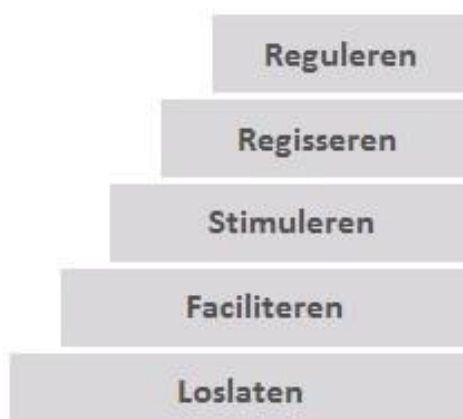 Reguleren
Regisseren
Stimuleren
Faciliteren
Loslaten